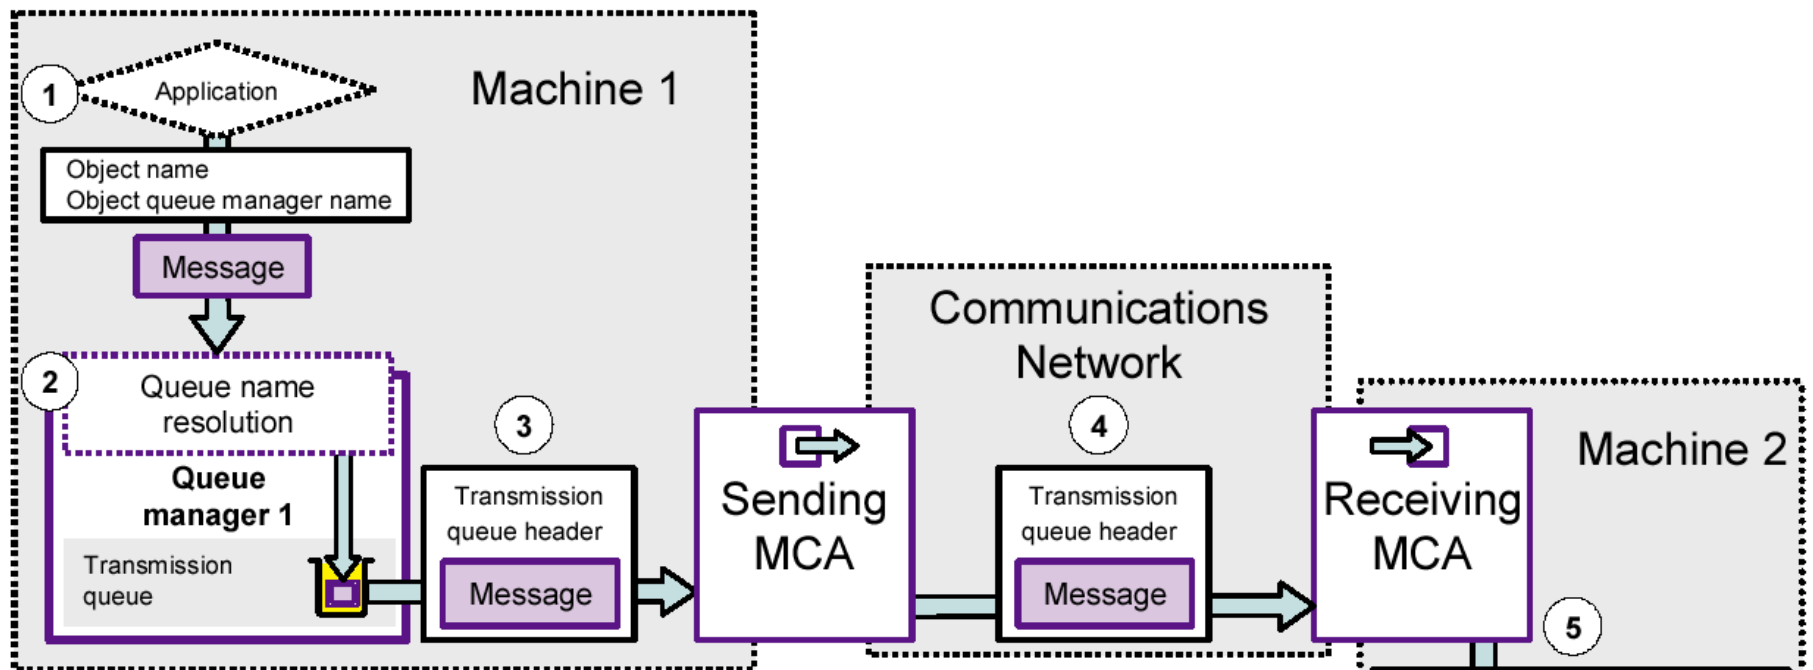 1
Application
Machine 1
Object name
Object queue manager name
Message
2
Queue name
resolution
Queue
manager 1
Transmission
queue
3
Transmission
queue header
Message
Sending
MCA
Communications
Network
4
Transmission
queue header
Message
Receiving
MCA
Machine 2
5